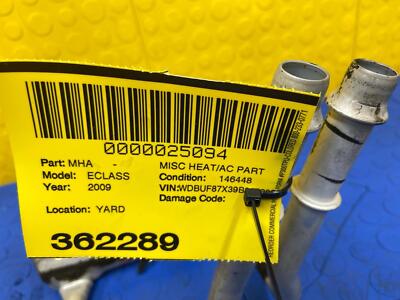 0000025094
Part: MHA - MISC HEAT/AC PART
Model: ECLASS Condition: 146448
Year: 2009 VIN:WDBUF87X39B
Damage Code:
Location: YARD
362289